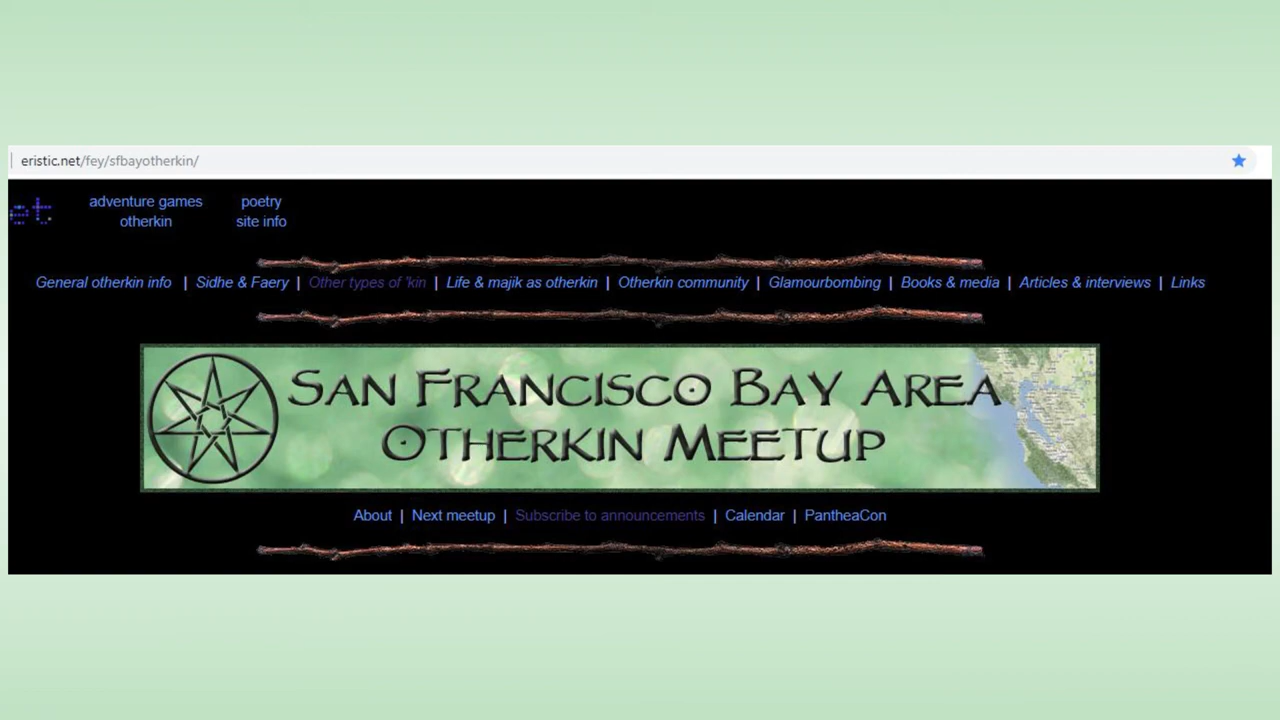 eristic.net/fey/sfbayotherkin/
et. adventure games poetry
otherkin site info
General otherkin info | Sidhe & Faery | Other types of 'kin | Life & majik as otherkin | Otherkin community | Glamourbombing | Books & media | Articles & interviews | Links
SAN FRANCISCO BAY AREA
OTHERKIN MEETUP
About | Next meetup | Subscribe to announcements | Calendar | PantheaCon